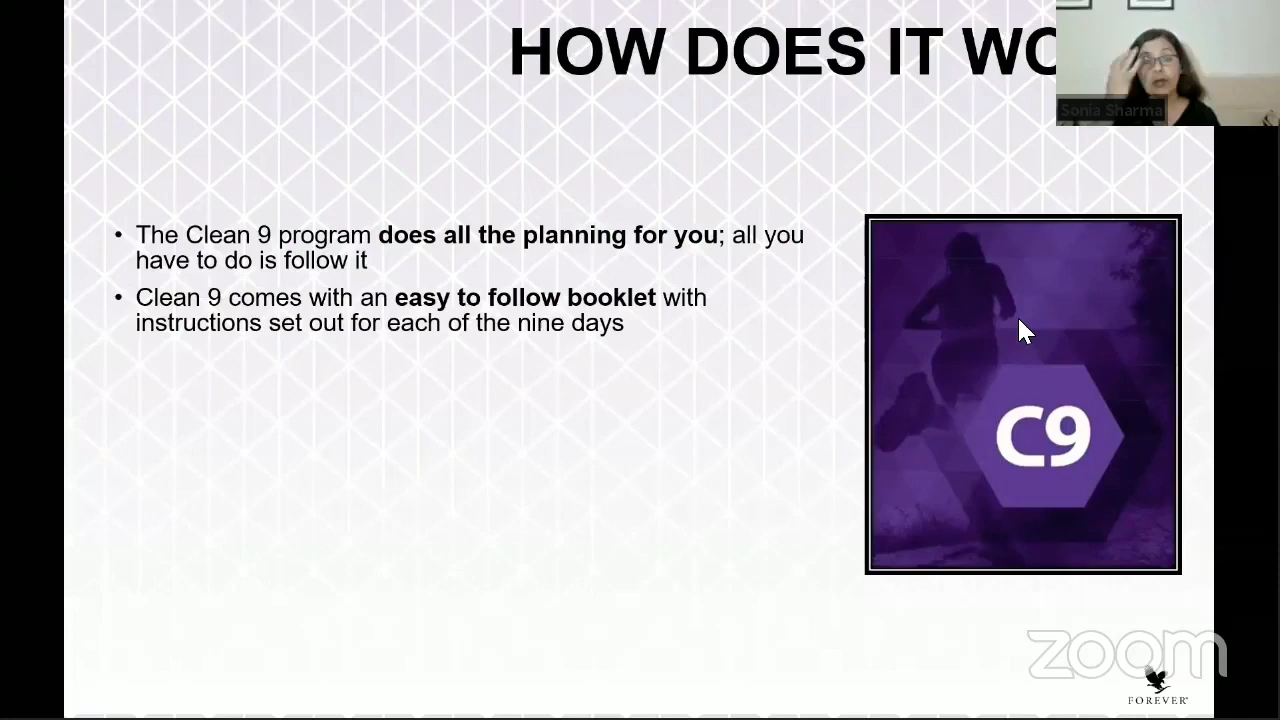 HOW DOES IT WO
Sonia Sharma
• The Clean 9 program does all the planning for you; all you
have to do is follow it
• Clean 9 comes with an easy to follow booklet with
instructions set out for each of the nine days
C9
zoom
FOREVER®